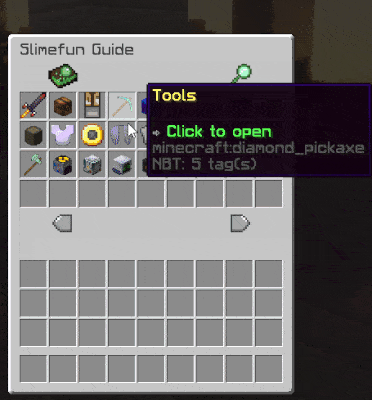 Slimefun Guide
Tools
⇨ Click to open
minecraft:diamond_pickaxe
NBT: 5 tag(s)